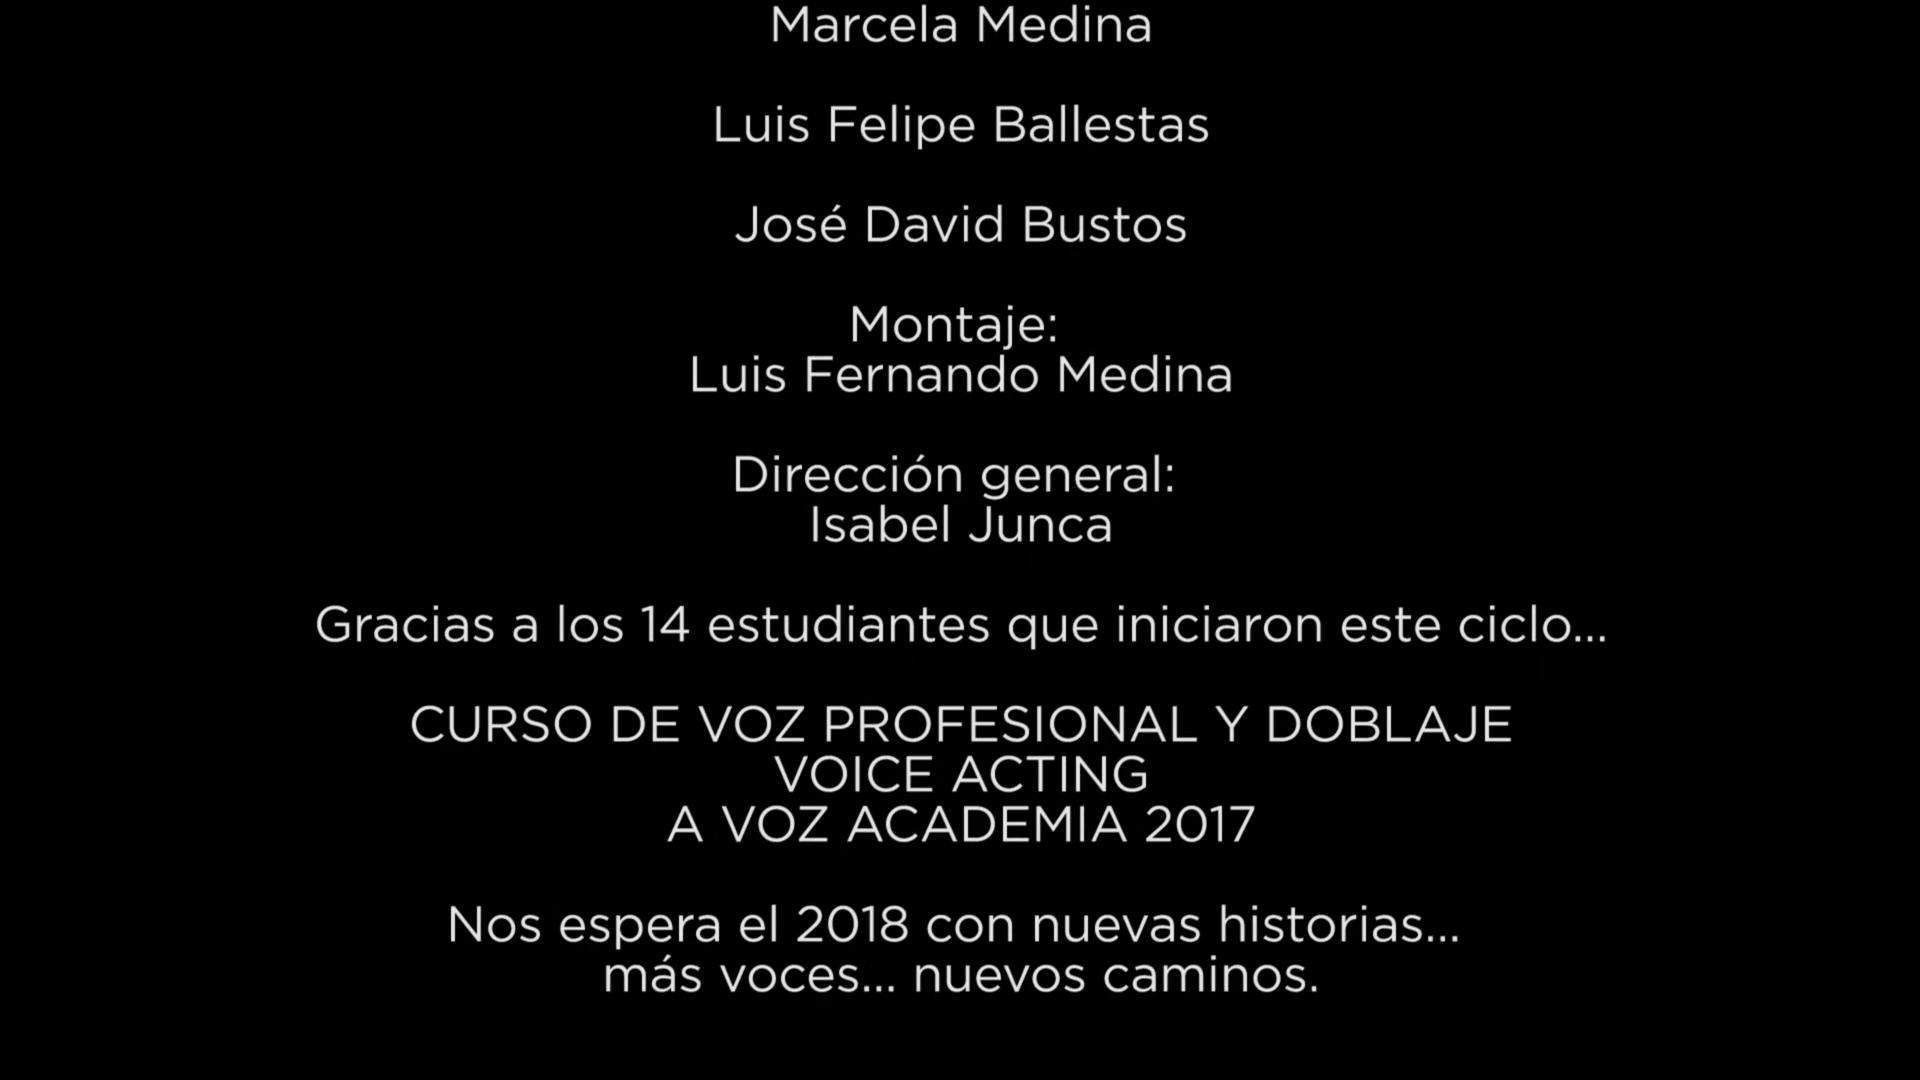 Marcela Medina
Luis Felipe Ballestas
José David Bustos
Montaje:
Luis Fernando Medina
Dirección general:
Isabel Junca
Gracias a los 14 estudiantes que iniciaron este ciclo...
CURSO DE VOZ PROFESIONAL Y DOBLAJE
VOICE ACTING
A VOZ ACADEMIA 2017
Nos espera el 2018 con nuevas historias...
más voces... nuevos caminos.